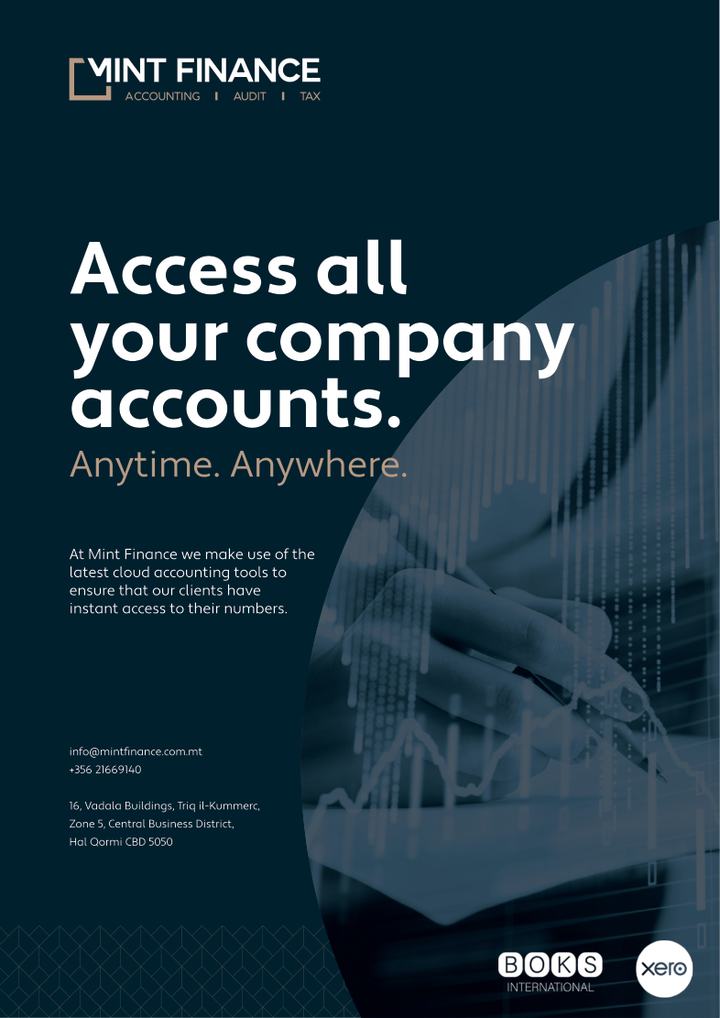 MINT FINANCE
ACCOUNTING | AUDIT | TAX
Access all
your company
accounts.
Anytime. Anywhere.
At Mint Finance we make use of the
latest cloud accounting tools to
ensure that our clients have
instant access to their numbers.
info@mintfinance.com.mt
+356 21669140
16, Vadala Buildings, Triq il-Kummerc,
Zone 5, Central Business District,
Hal Qormi CBD 5050
BOKS
INTERNATIONAL
xero